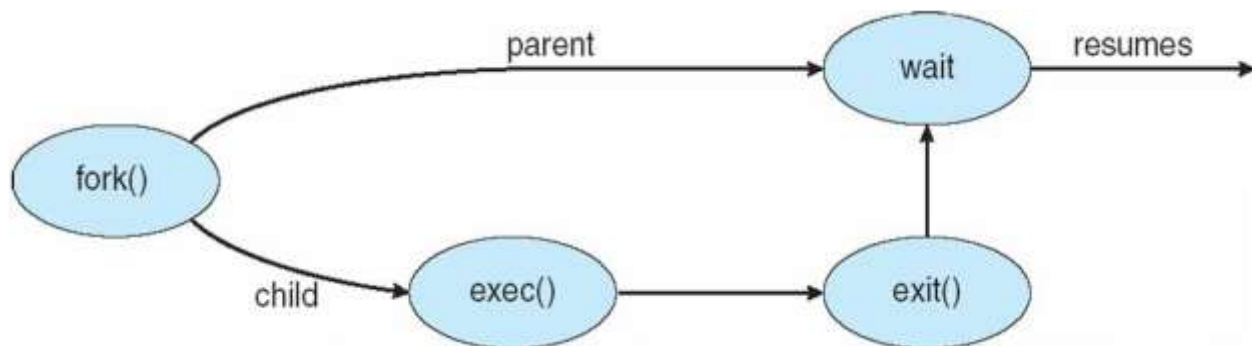 parent
wait
resumes
fork()
child
exec()
exit()